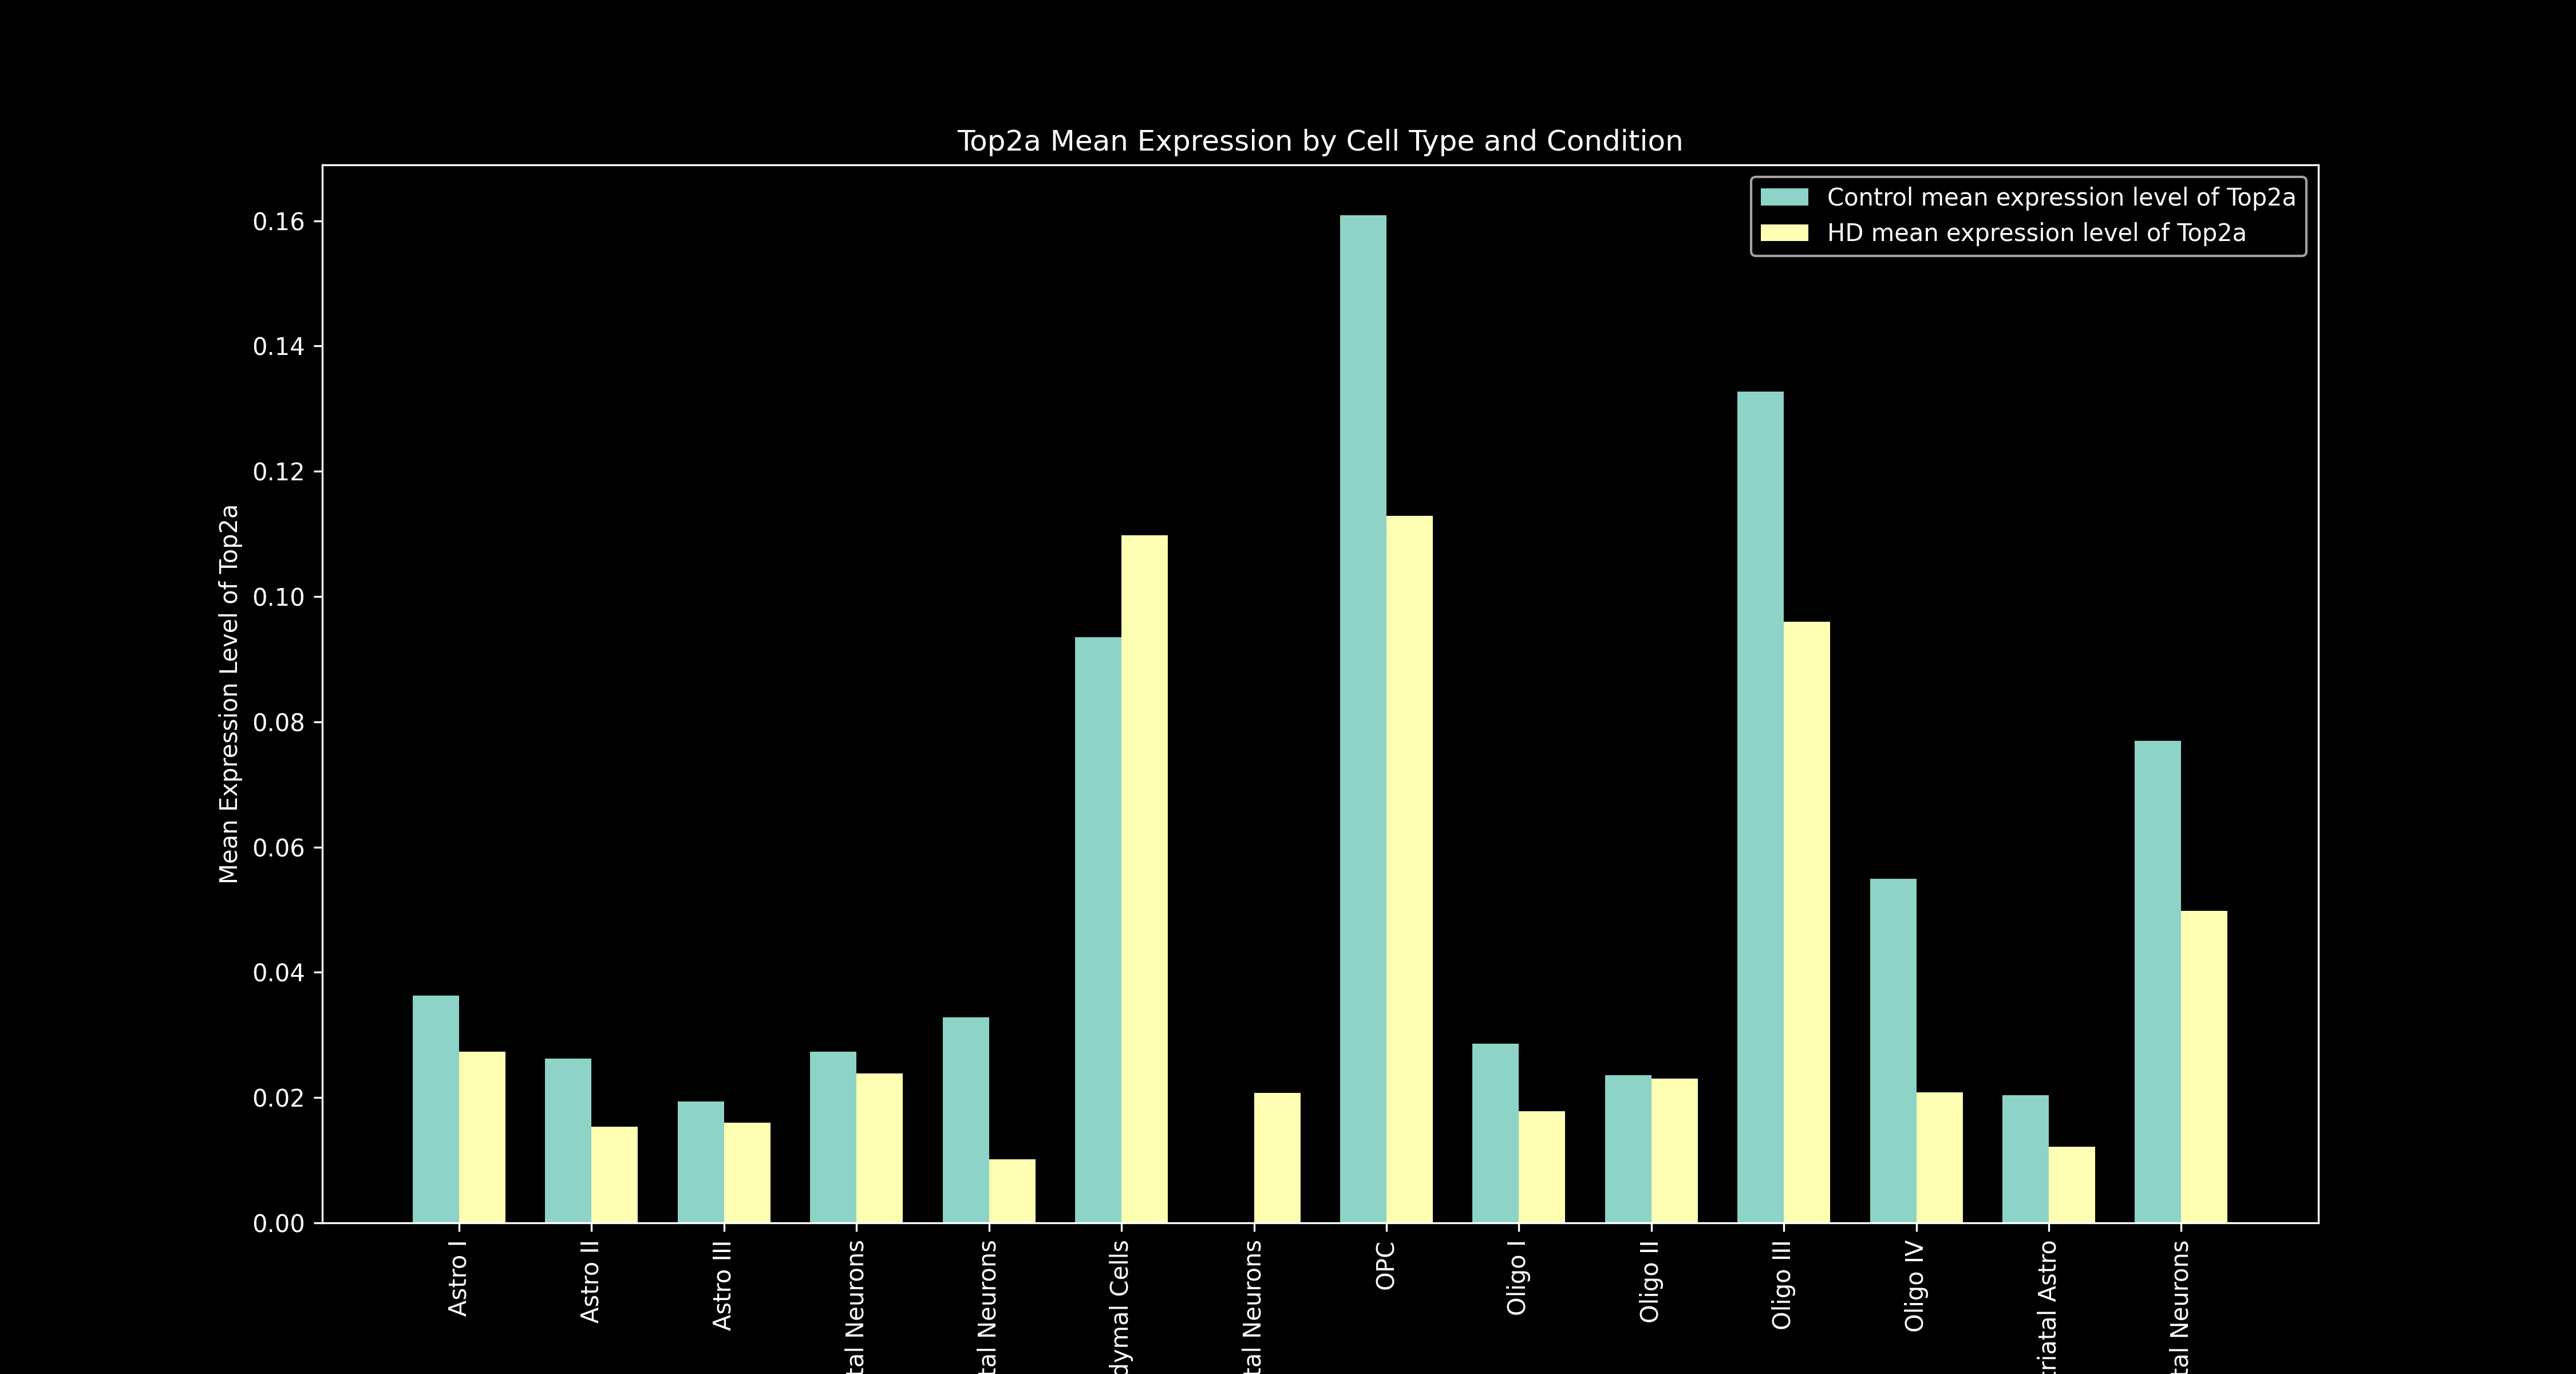 Top2a Mean Expression by Cell Type and Condition
Control mean expression level of Top2a
HD mean expression level of Top2a
Mean Expression Level of Top2a
0.16
0.14
0.12
0.10
0.08
0.06
0.04
0.02
0.00
Astro I
Astro II
Astro III
tal Neurons
tal Neurons
dymal Cells
tal Neurons
OPC
Oligo I
Oligo II
Oligo III
Oligo IV
riatal Astro
tal Neurons